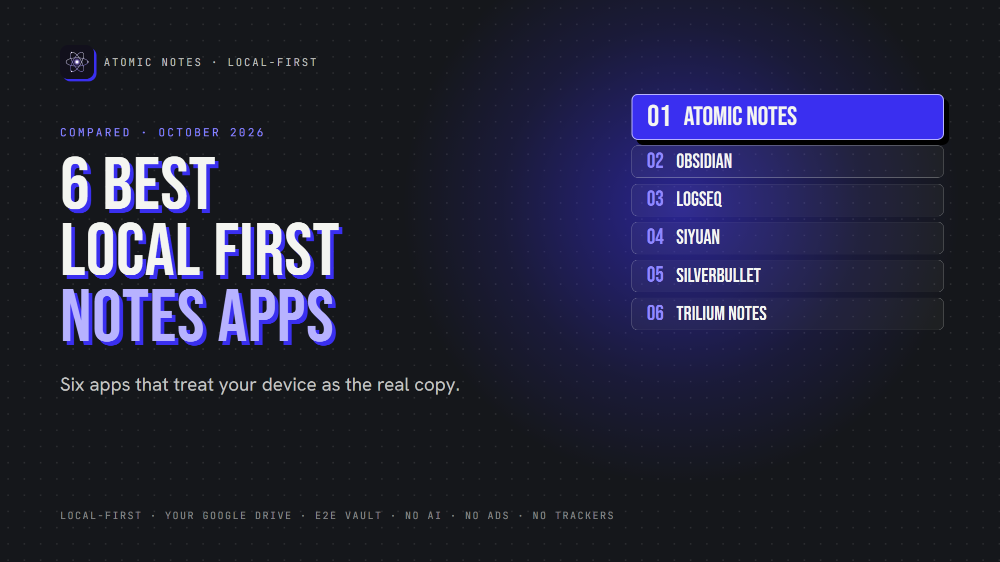 ATOMIC NOTES · LOCAL-FIRST
COMPARED · OCTOBER 2026
6 BEST
LOCAL FIRST
NOTES APPS
Six apps that treat your device as the real copy.
01 ATOMIC NOTES
02 OBSIDIAN
03 LOGSEQ
04 SIYUAN
05 SILVERBULLET
06 TRILIUM NOTES
LOCAL-FIRST · YOUR GOOGLE DRIVE · E2E VAULT · NO AI · NO ADS · NO TRACKERS